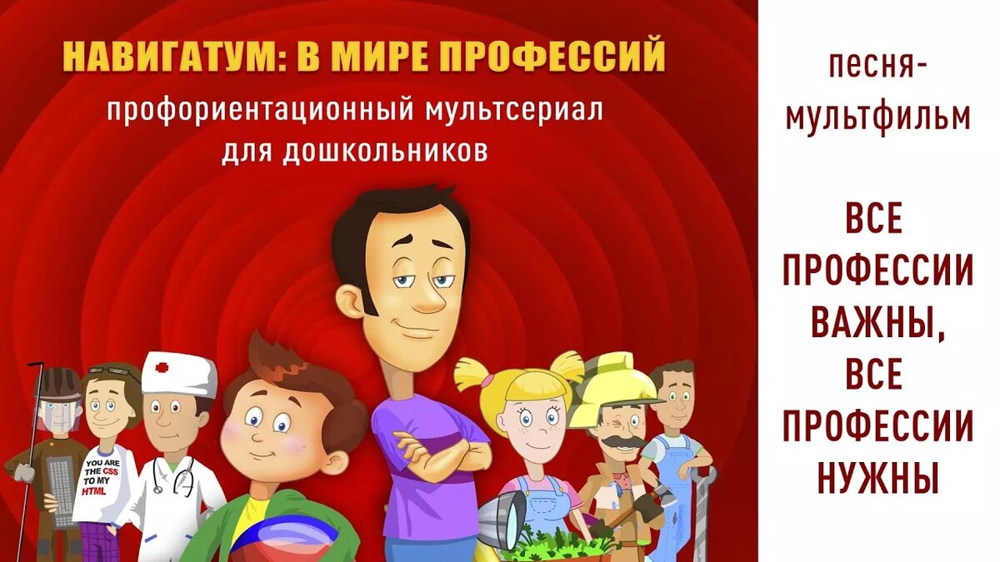 НАВИГАТУМ: В МИРЕ ПРОФЕССИЙ
профориентационный мультсериал
для дошкольников
YOU ARE
THE CSS
TO MY
HTML
песня-
мультфильм
ВСЕ
ПРОФЕССИИ
ВАЖНЫ,
ВСЕ
ПРОФЕССИИ
НУЖНЫ